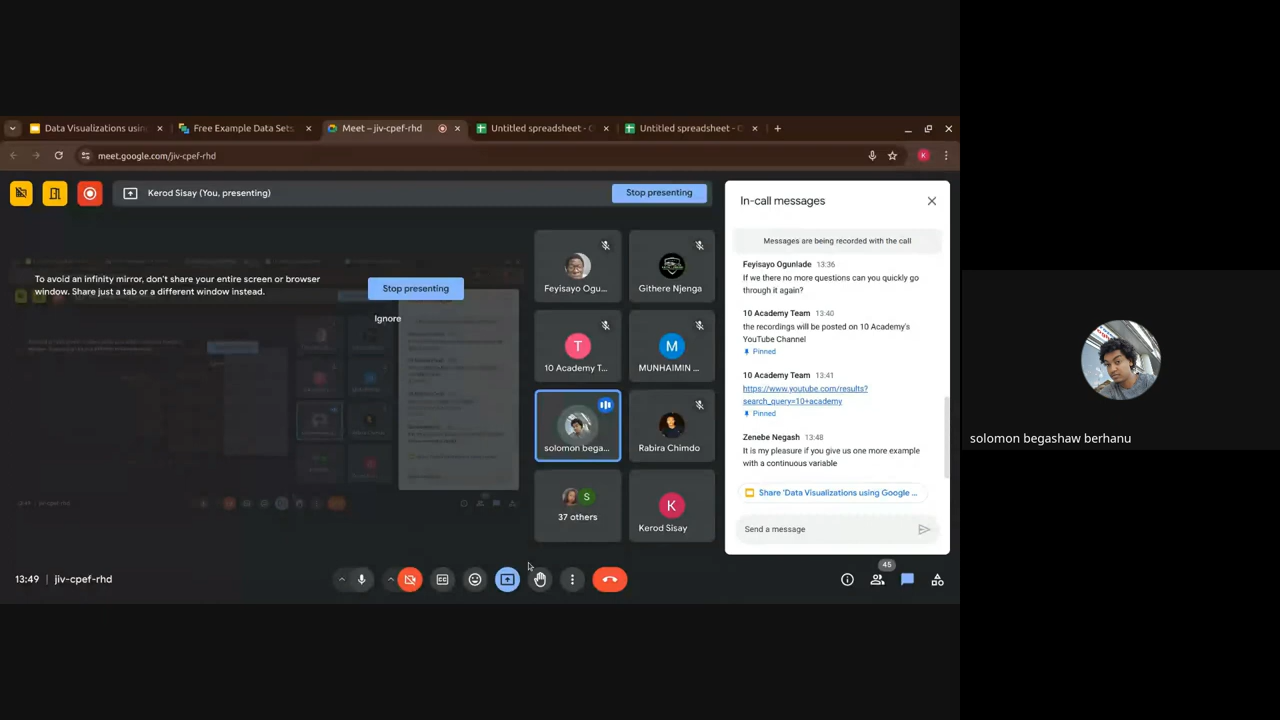 Data Visualizations usin
Free Example Data Sets
Meet – jiv-cpef-rhd
Untitled spreadsheet - G
Untitled spreadsheet - G
meet.google.com/jiv-cpef-rhd
K
Kerod Sisay (You, presenting)
Stop presenting
To avoid an infinity mirror, don't share your entire screen or browser
window. Share just a tab or a different window instead.
Stop presenting
Ignore
Feyisayo Ogu...
Githere Njenga
T
10 Academy T...
M
MUNHAIMIN ...
solomon bega...
Rabira Chimdo
S
37 others
K
Kerod Sisay
In-call messages
Messages are being recorded with the call
Feyisayo Ogunlade 13:36
If we there no more questions can you quickly go
through it again?
10 Academy Team 13:40
the recordings will be posted on 10 Academy's
YouTube Channel
Pinned
10 Academy Team 13:41
https://www.youtube.com/results?
search_query=10+academy
Pinned
Zenebe Negash 13:48
It is my pleasure if you give us one more example
with a continuous variable
Share 'Data Visualizations using Google ...
Send a message
13:49 | jiv-cpef-rhd
CC
45
solomon begashaw berhanu